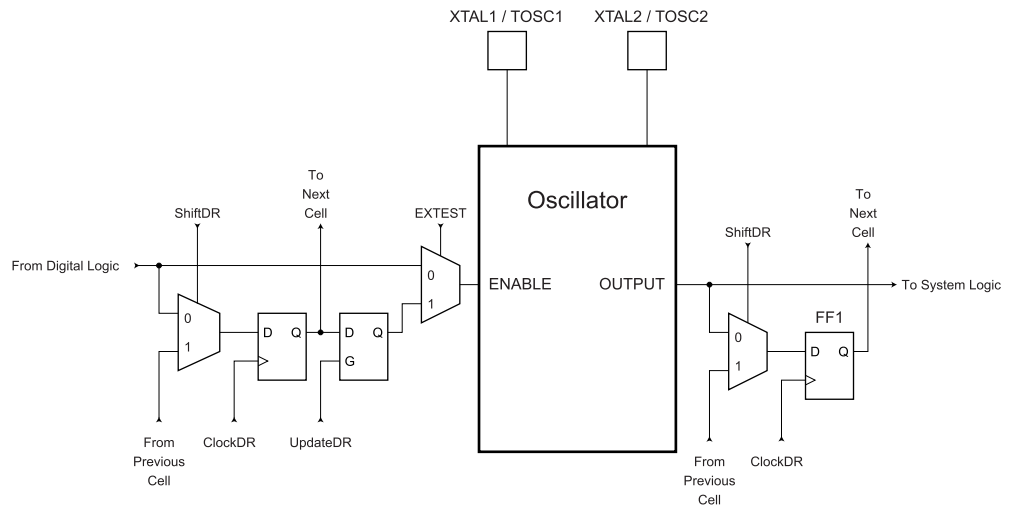 XTAL1 / TOSC1
XTAL2 / TOSC2
To
Next
Cell
ShiftDR
EXTEST
From Digital Logic
0
1
D
Q
D
Q
G
0
1
From
Previous
Cell
ClockDR
UpdateDR
Oscillator
ENABLE
OUTPUT
To
Next
Cell
ShiftDR
To System Logic
FF1
0
1
D
Q
From
Previous
Cell
ClockDR